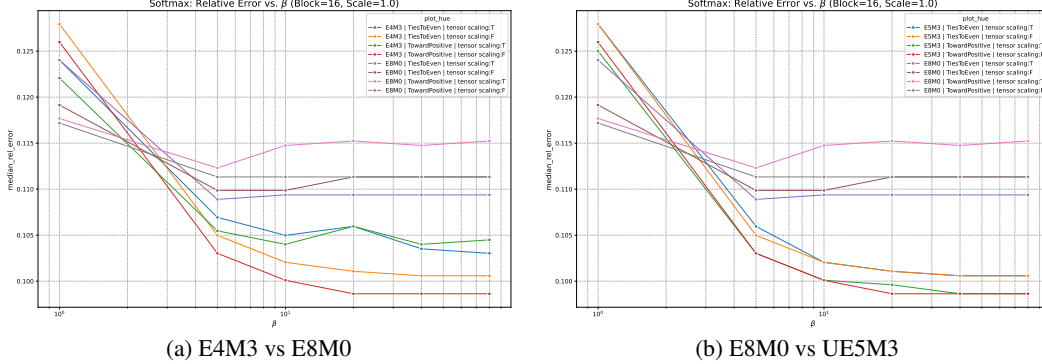 Softmax: Relative Error vs. β (Block=16, Scale=1.0)
plot_hue
E4M3 | TiesToEven | tensor scaling:T
E4M3 | TiesToEven | tensor scaling:F
E4M3 | TowardPositive | tensor scaling:T
E4M3 | TowardPositive | tensor scaling:F
E8M0 | TiesToEven | tensor scaling:T
E8M0 | TiesToEven | tensor scaling:F
E8M0 | TowardPositive | tensor scaling:T
E8M0 | TowardPositive | tensor scaling:F
0.125
0.120
0.115
0.110
0.105
0.100
median_rel_error
10⁰
10¹
β
(a) E4M3 vs E8M0
Softmax: Relative Error vs. β (Block=16, Scale=1.0)
plot_hue
E5M3 | TiesToEven | tensor scaling:T
E5M3 | TiesToEven | tensor scaling:F
E5M3 | TowardPositive | tensor scaling:T
E5M3 | TowardPositive | tensor scaling:F
E8M0 | TiesToEven | tensor scaling:T
E8M0 | TiesToEven | tensor scaling:F
E8M0 | TowardPositive | tensor scaling:T
E8M0 | TowardPositive | tensor scaling:F
0.125
0.120
0.115
0.110
0.105
0.100
median_rel_error
10⁰
10¹
β
(b) E8M0 vs UE5M3